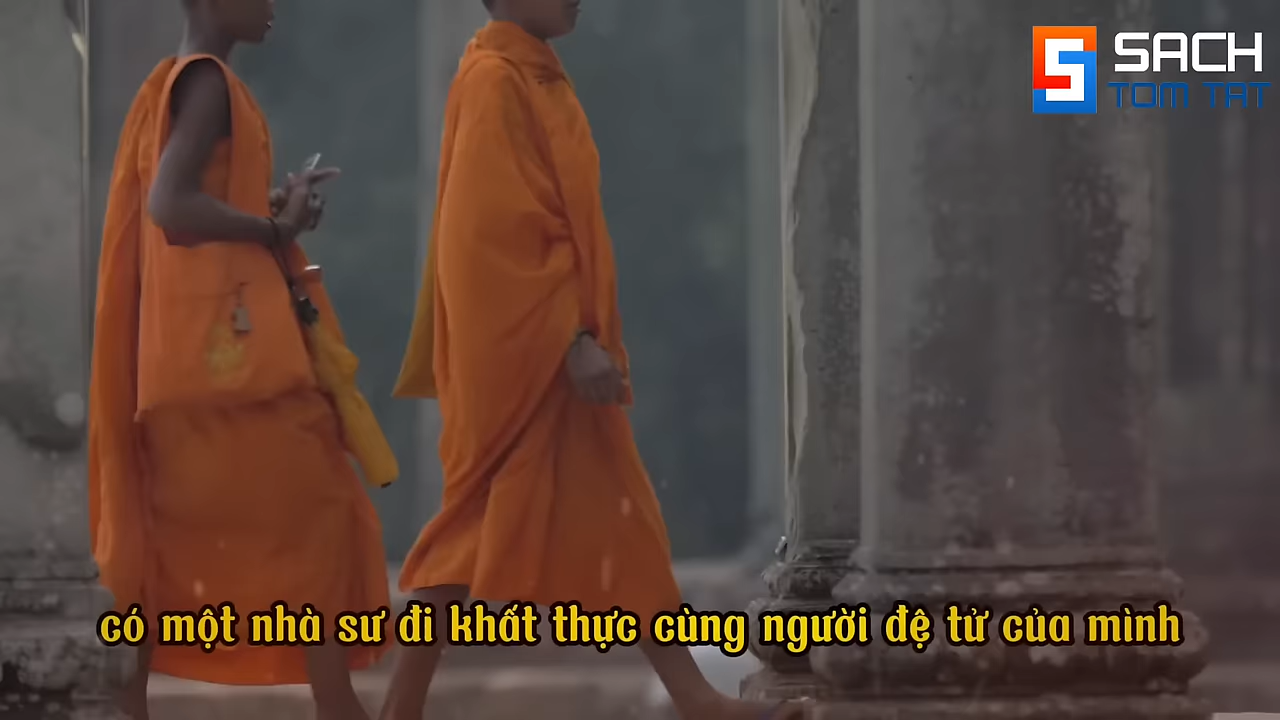 SACH
TOM TAT
có một nhà sư đi khất thực cùng người đệ tử của mình